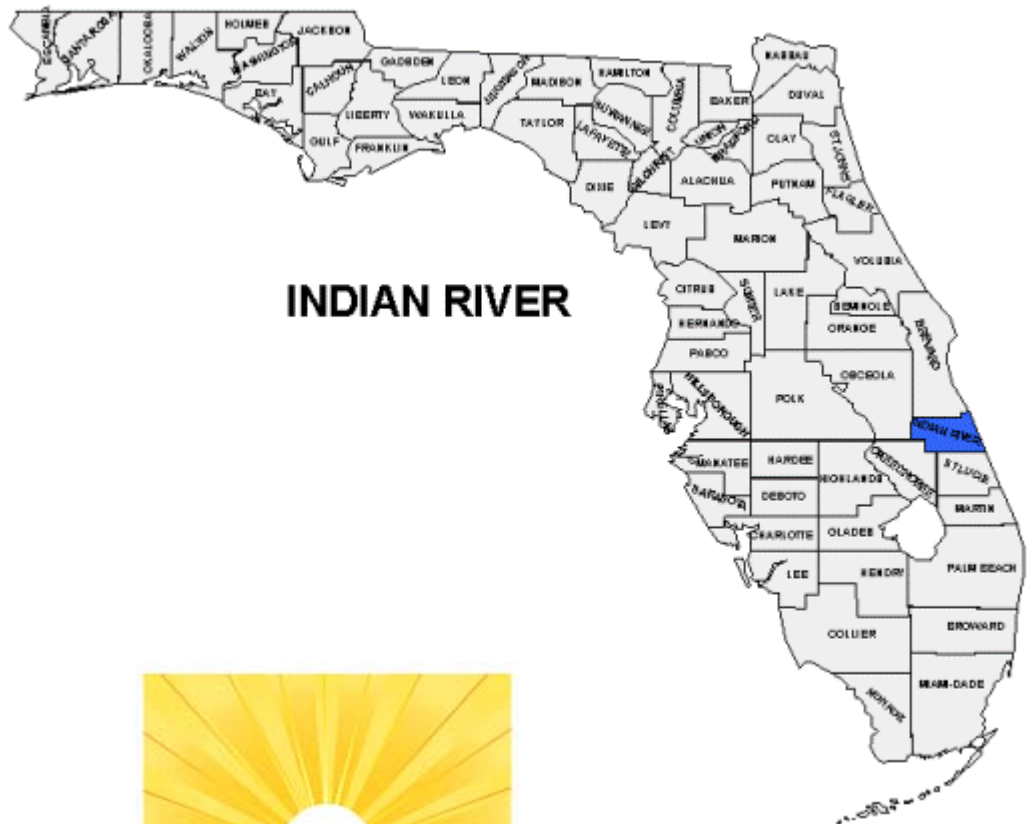 ESCAMBIA
SANTA ROSA
OKALOOSA
WALTON
HOLMES
WASHINGTON
JACKSON
BAY
CALHOUN
GADSDEN
LIBERTY
GULF
FRANKLIN
LEON
WAKULLA
JEFFERSON
MADISON
TAYLOR
HAMILTON
SUWANNEE
LAFAYETTE
DIXIE
COLUMBIA
GILCHRIST
BAKER
UNION
BRADFORD
ALACHUA
NASSAU
DUVAL
CLAY
ST JOHNS
PUTNAM
FLAGLER
LEVY
MARION
VOLUSIA
CITRUS
SUMTER
LAKE
SEMINOLE
ORANGE
BREVARD
HERNANDO
PASCO
INDIAN RIVER
OSCEOLA
PINELLAS
HILLSBOROUGH
POLK
INDIAN RIVER
MANATEE
HARDEE
HIGHLANDS
OKEECHOBEE
ST LUCIE
SARASOTA
DESOTO
MARTIN
CHARLOTTE
GLADES
LEE
HENDRY
PALM BEACH
COLLIER
BROWARD
MONROE
MIAMI-DADE